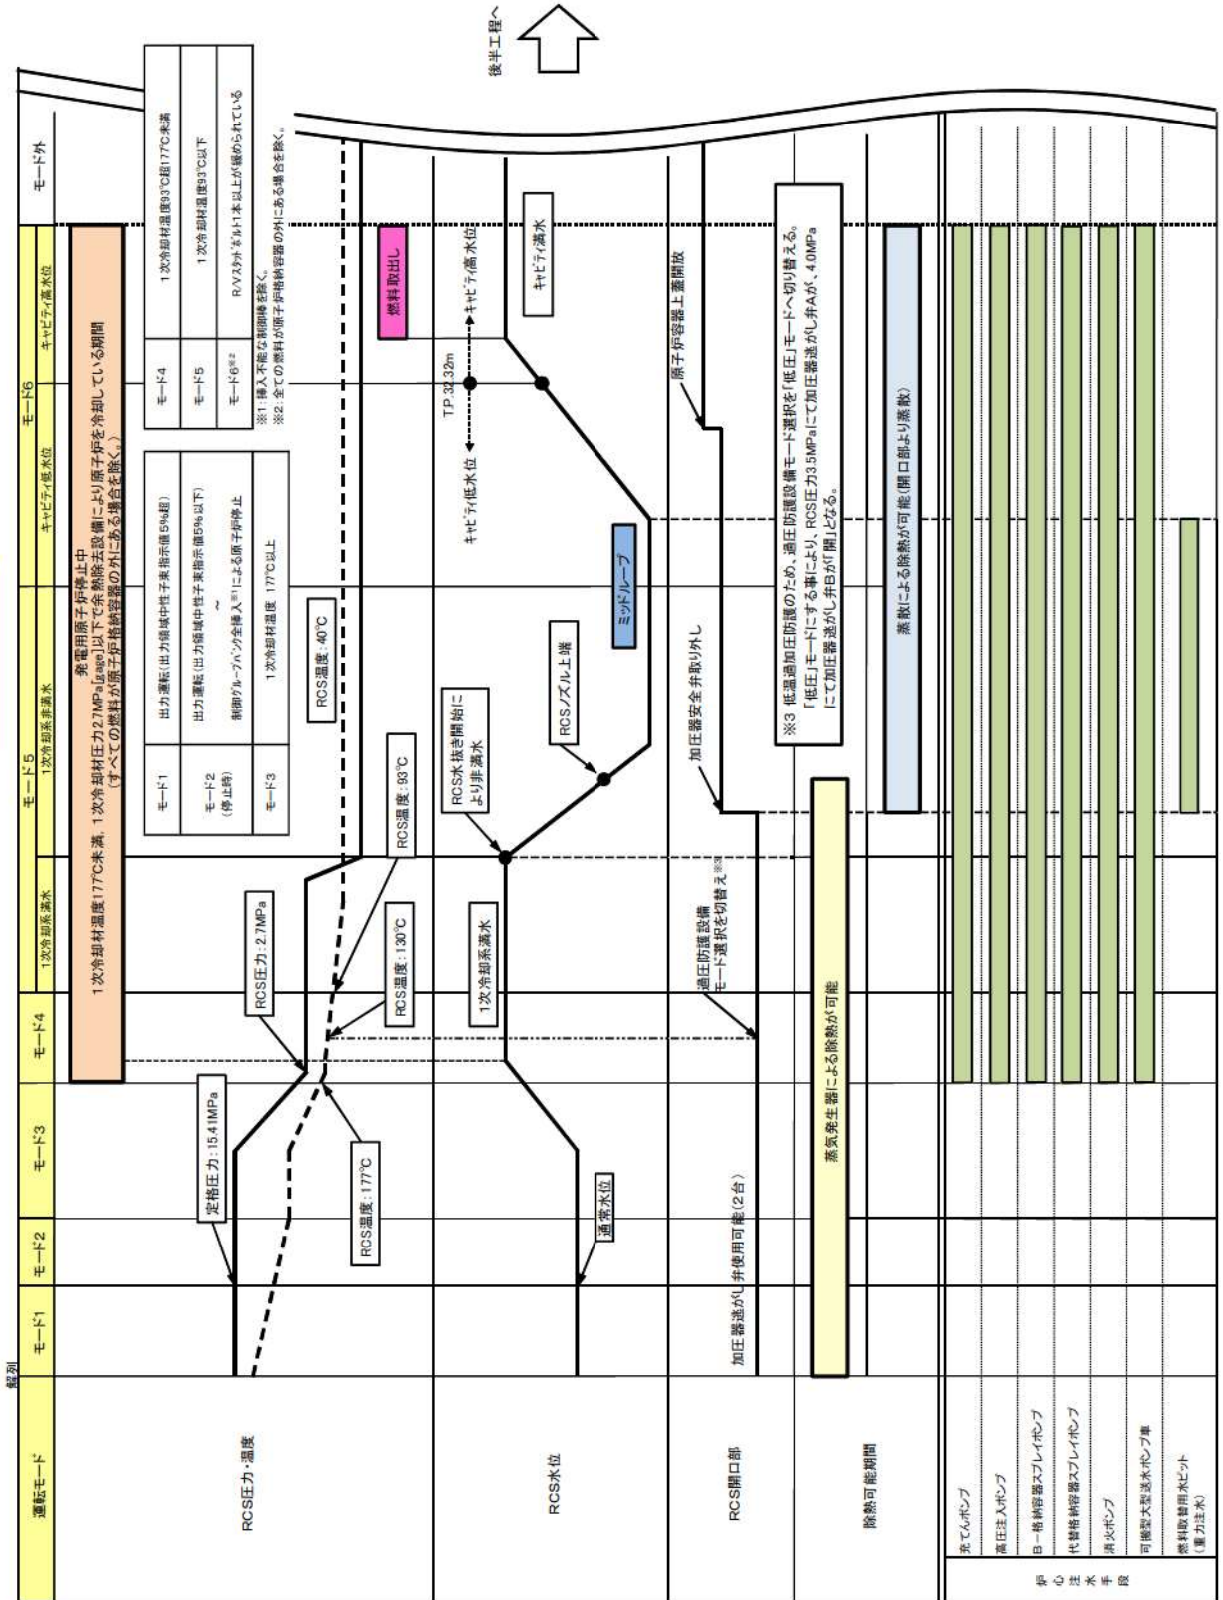 解列
運転モード
モード1
モード2
モード3
モード4
モード5
1次冷却系満水
1次冷却系非満水
モード6
キャビティ低水位
キャビティ高水位
モード外
後半工程へ
発電用原子炉停止中
1次冷却材温度177℃未満、1次冷却材圧力2.7MPa[gage]以下で余熱除去設備により原子炉を冷却している期間
(すべての燃料が原子炉格納容器の外にある場合を除く。)
モード1
出力運転(出力領域中性子束指示値5%超)
モード2
(停止時)
出力運転(出力領域中性子束指示値5%以下)
～
制御グループバンク全挿入※1による原子炉停止
モード3
1次冷却材温度 177℃以上
モード4
1次冷却材温度93℃超177℃未満
モード5
1次冷却材温度93℃以下
モード6※2
R/Vスタッドボルト1本以上が緩められている
※1:挿入不能な制御棒を除く。
※2:全ての燃料が原子炉格納容器の外にある場合を除く。
RCS圧力・温度
定格圧力:15.41MPa
RCS圧力:2.7MPa
RCS温度:177℃
RCS温度:130℃
RCS温度:93℃
RCS温度:40℃
燃料取出し
RCS水位
通常水位
1次冷却系満水
RCS水抜き開始に
より非満水
RCSノズル上端
ミッドループ
T.P.32.32m
キャビティ低水位
キャビティ高水位
キャビティ満水
RCS開口部
加圧器逃がし弁使用可能(2台)
過圧防護設備
モード選択を切替え※3
加圧器安全弁取り外し
原子炉容器上蓋開放
※3 低温過加圧防護のため、過圧防護設備モード選択を「低圧」モードへ切り替える。
「低圧」モードにする事により、RCS圧力3.5MPaにて加圧器逃がし弁Aが、4.0MPa
にて加圧器逃がし弁Bが「開」となる。
除熱可能期間
蒸気発生器による除熱が可能
蒸散による除熱が可能(開口部より蒸散)
炉心注水手段
充てんポンプ
高圧注入ポンプ
B-格納容器スプレイポンプ
代替格納容器スプレイポンプ
消火ポンプ
可搬型大型送水ポンプ車
燃料取替用水ピット
(重力注水)